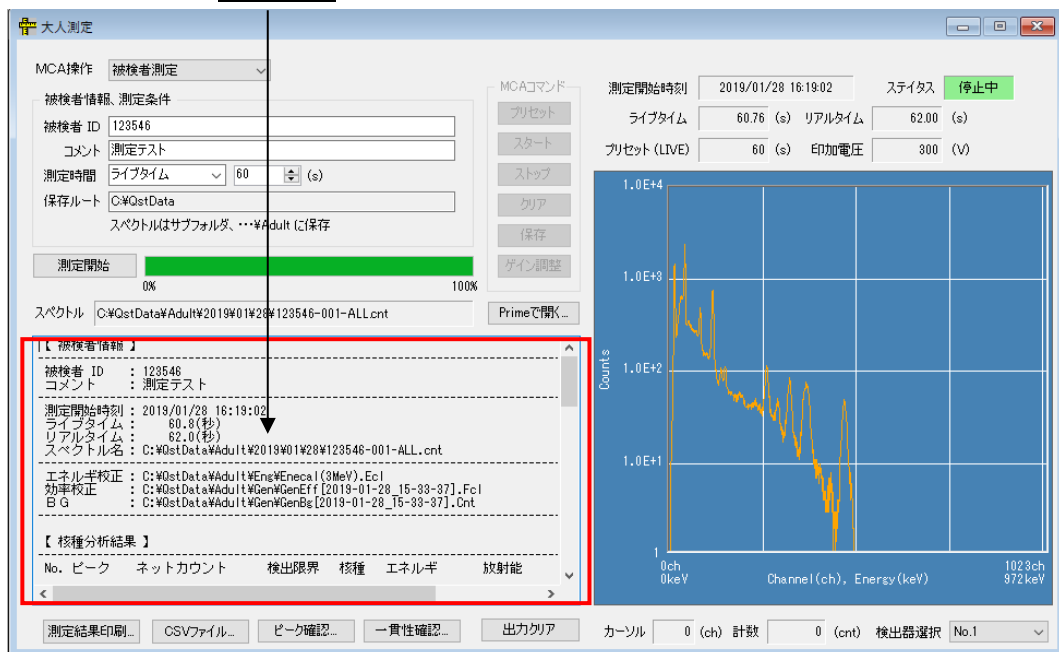 大人測定
MCA操作 被検者測定
被検者情報、測定条件
被検者 ID 123546
コメント 測定テスト
測定時間 ライブタイム 60 (s)
保存ルート C:¥QstData
スペクトルはサブフォルダ、・・・¥Adult に保存
測定開始
0% 100%
スペクトル C:¥QstData¥Adult¥2019¥01¥28¥123546-001-ALL.cnt
MCAコマンド
プリセット
スタート
ストップ
クリア
保存
ゲイン調整
Primeで開く...
測定開始時刻 2019/01/28 16:19:02 ステイタス 停止中
ライブタイム 60.76 (s) リアルタイム 62.00 (s)
プリセット(LIVE) 60 (s) 印加電圧 300 (V)
【 被検者情報 】
被検者 ID : 123546
コメント : 測定テスト
測定開始時刻 : 2019/01/28 16:19:02
ライブタイム : 60.8(秒)
リアルタイム : 62.0(秒)
スペクトル名 : C:¥QstData¥Adult¥2019¥01¥28¥123546-001-ALL.cnt
エネルギ校正 : C:¥QstData¥Adult¥Eng¥Enecal(3MeV).Ecl
効率校正 : C:¥QstData¥Adult¥Gen¥GenEff[2019-01-28_15-33-37].Fcl
BG : C:¥QstData¥Adult¥Gen¥GenBg[2019-01-28_15-33-37].Cnt
【 核種分析結果 】
No. ピーク ネットカウント 検出限界 核種 エネルギ 放射能
1.0E+4
1.0E+3
1.0E+2
1.0E+1
1
Counts
0ch 1023ch
0keV Channel(ch), Energy(keV) 972keV
測定結果印刷... CSVファイル... ピーク確認... 一貫性確認... 出力クリア
カーソル 0 (ch) 計数 0 (cnt) 検出器選択 No.1